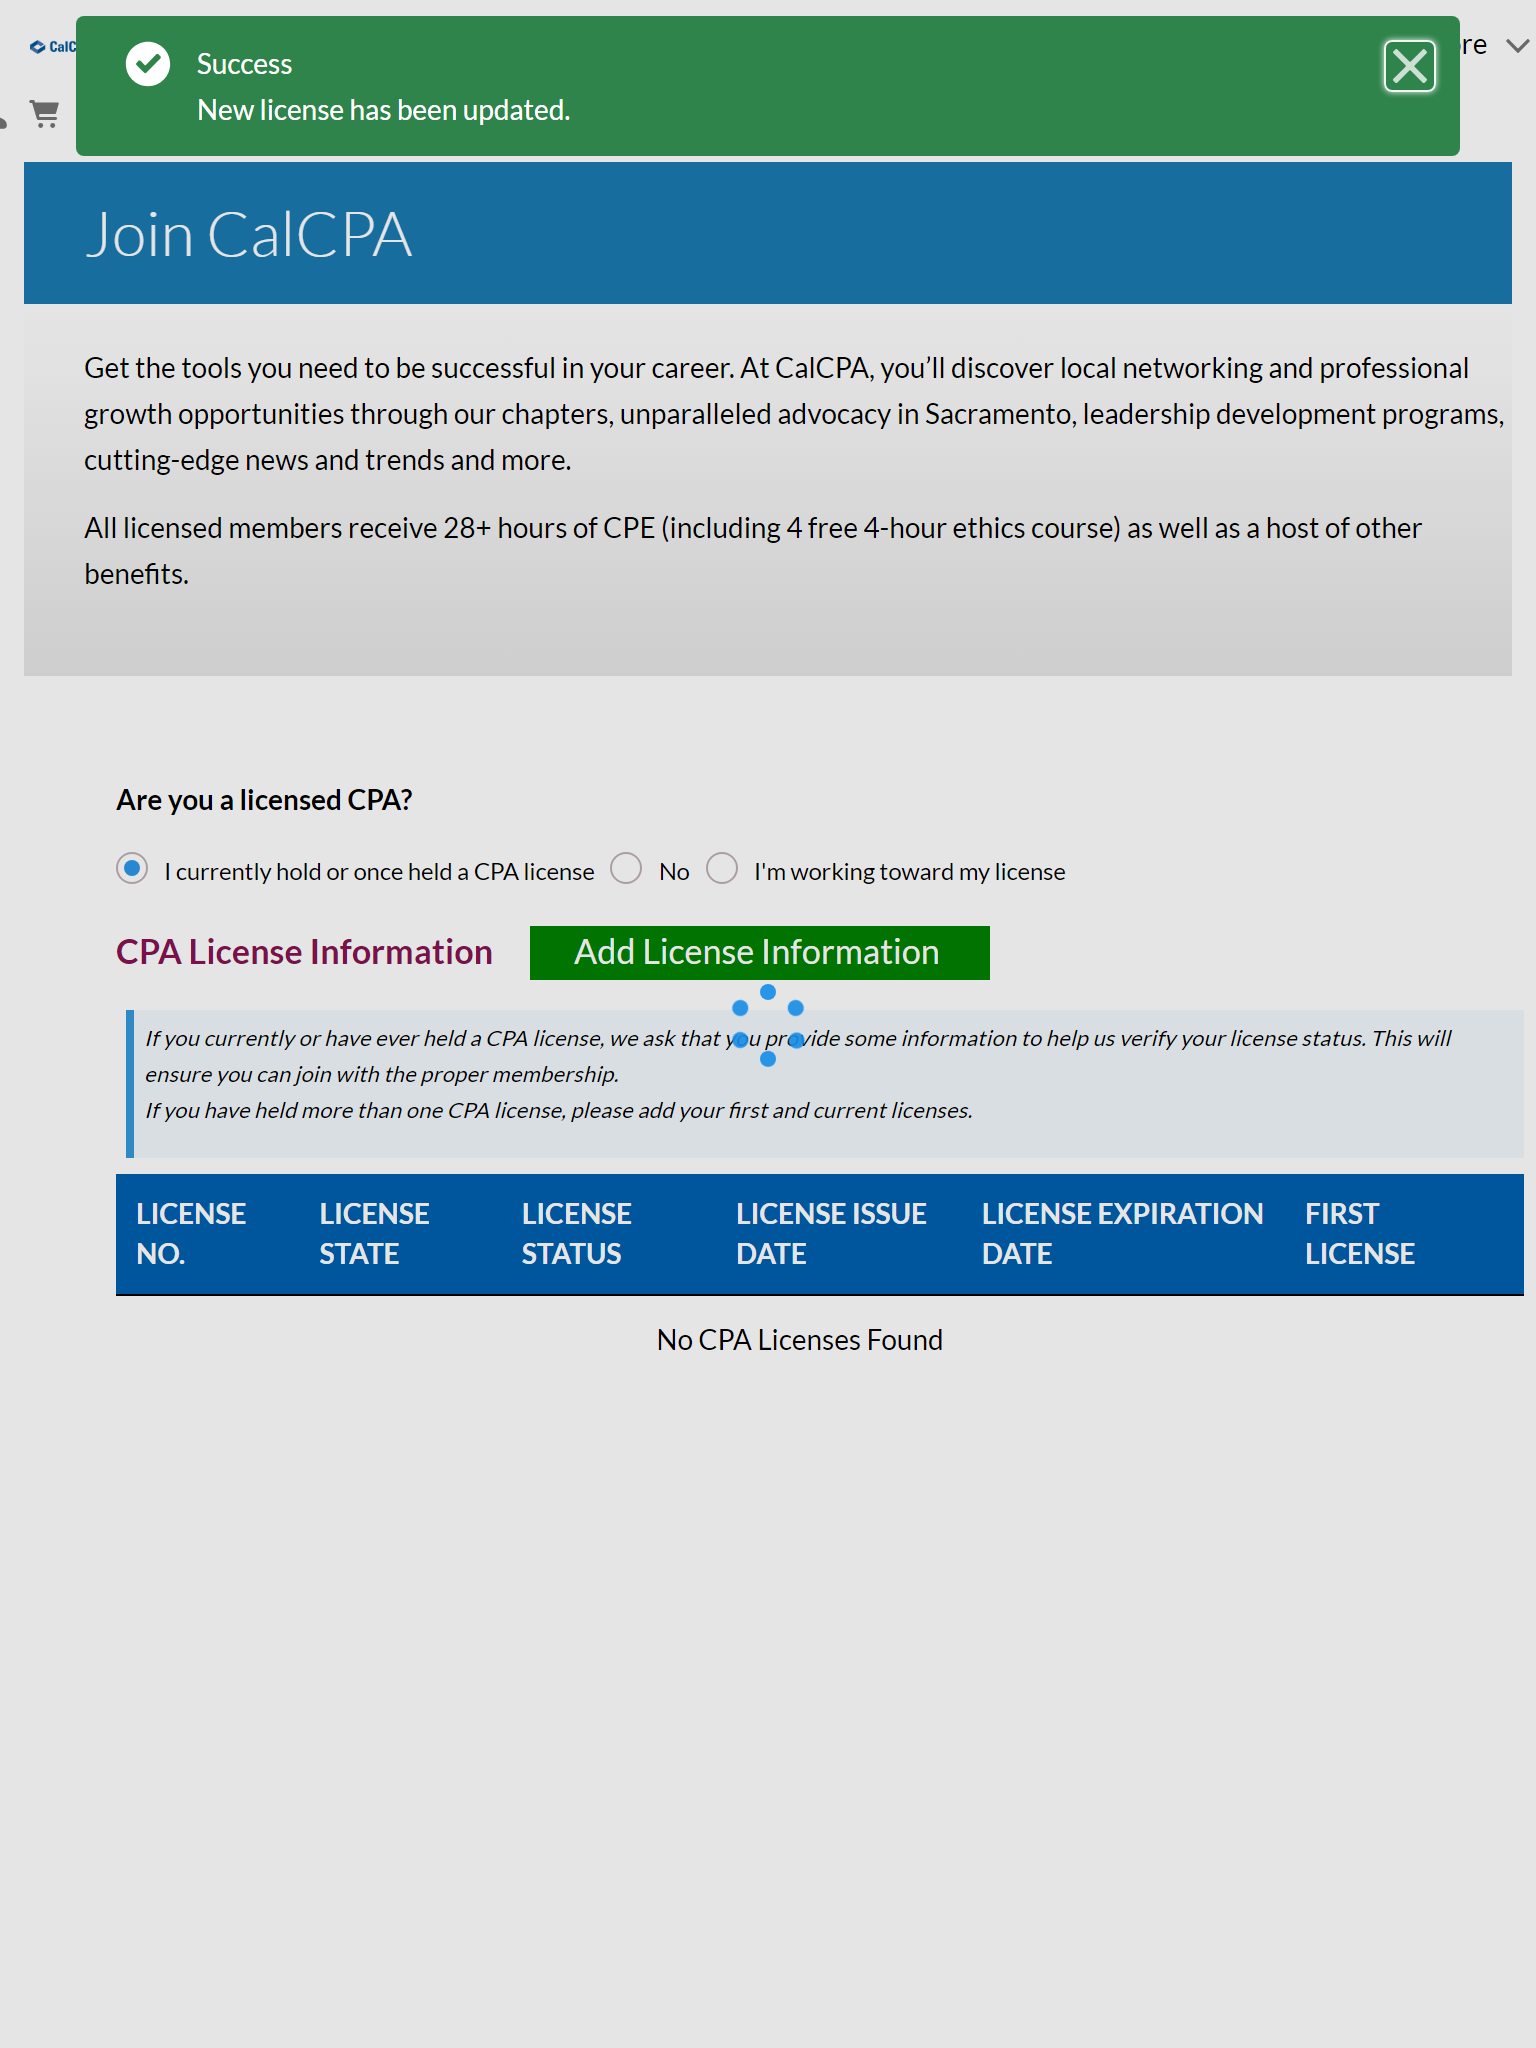 Success
New license has been updated.
Join CalCPA
Get the tools you need to be successful in your career. At CalCPA, you’ll discover local networking and professional
growth opportunities through our chapters, unparalleled advocacy in Sacramento, leadership development programs,
cutting-edge news and trends and more.
All licensed members receive 28+ hours of CPE (including 4 free 4-hour ethics course) as well as a host of other
benefits.
Are you a licensed CPA?
I currently hold or once held a CPA license No I'm working toward my license
CPA License Information Add License Information
If you currently or have ever held a CPA license, we ask that you provide some information to help us verify your license status. This will
ensure you can join with the proper membership.
If you have held more than one CPA license, please add your first and current licenses.
LICENSE NO.
LICENSE STATE
LICENSE STATUS
LICENSE ISSUE DATE
LICENSE EXPIRATION DATE
FIRST LICENSE
No CPA Licenses Found